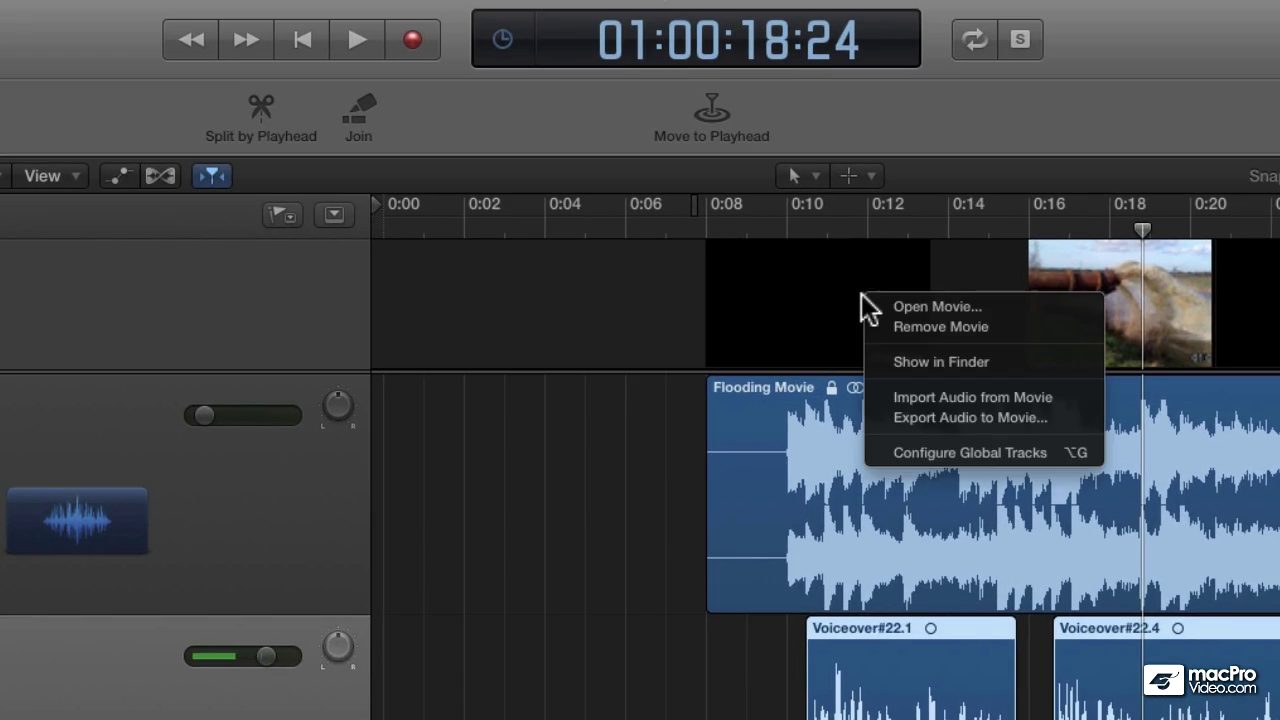 01:00:18:24
S
Split by Playhead
Join
Move to Playhead
View
0:00
0:02
0:04
0:06
0:08
0:10
0:12
0:14
0:16
0:18
0:20
Open Movie...
Remove Movie
Show in Finder
Import Audio from Movie
Export Audio to Movie...
Configure Global Tracks ⌥G
Flooding Movie
L R
Voiceover#22.1
Voiceover#22.4
L R
macPro
Video.com